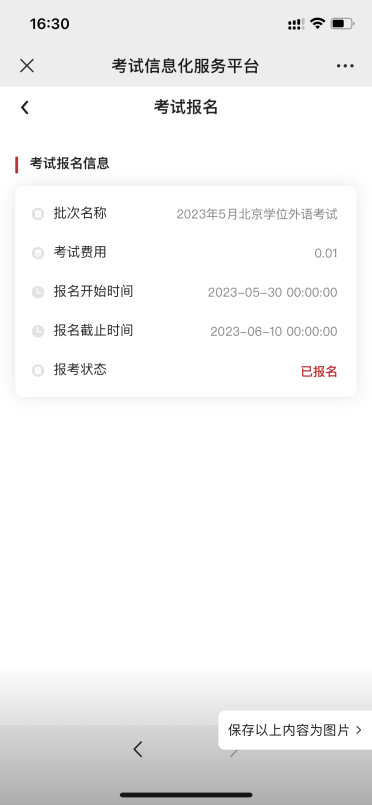 16:30
考试信息化服务平台
考试报名
考试报名信息
批次名称 2023年5月北京学位外语考试
考试费用 0.01
报名开始时间 2023-05-30 00:00:00
报名截止时间 2023-06-10 00:00:00
报考状态 已报名
保存以上内容为图片